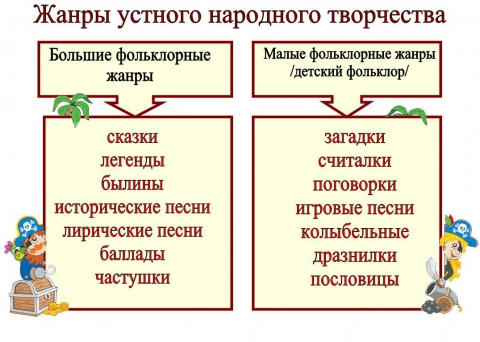 Жанры устного народного творчества
Большие фольклорные
жанры
сказки
легенды
былины
исторические песни
лирические песни
баллады
частушки
Малые фольклорные жанры
/детский фольклор/
загадки
считалки
поговорки
игровые песни
колыбельные
дразнилки
пословицы